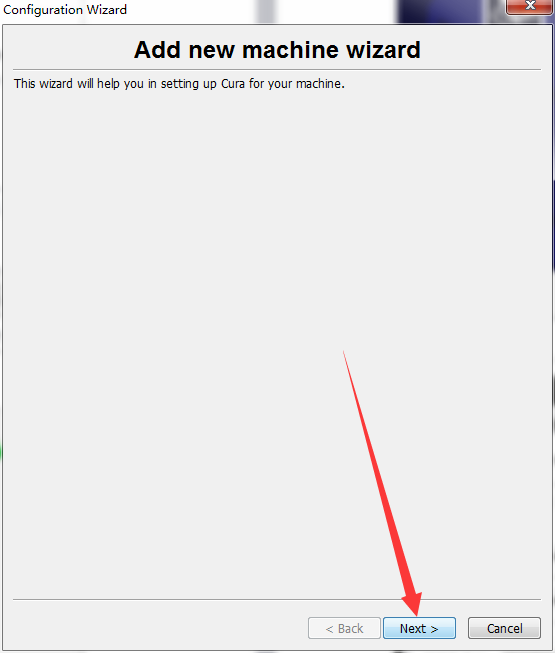 Configuration Wizard
Add new machine wizard
This wizard will help you in setting up Cura for your machine.
< Back
Next >
Cancel